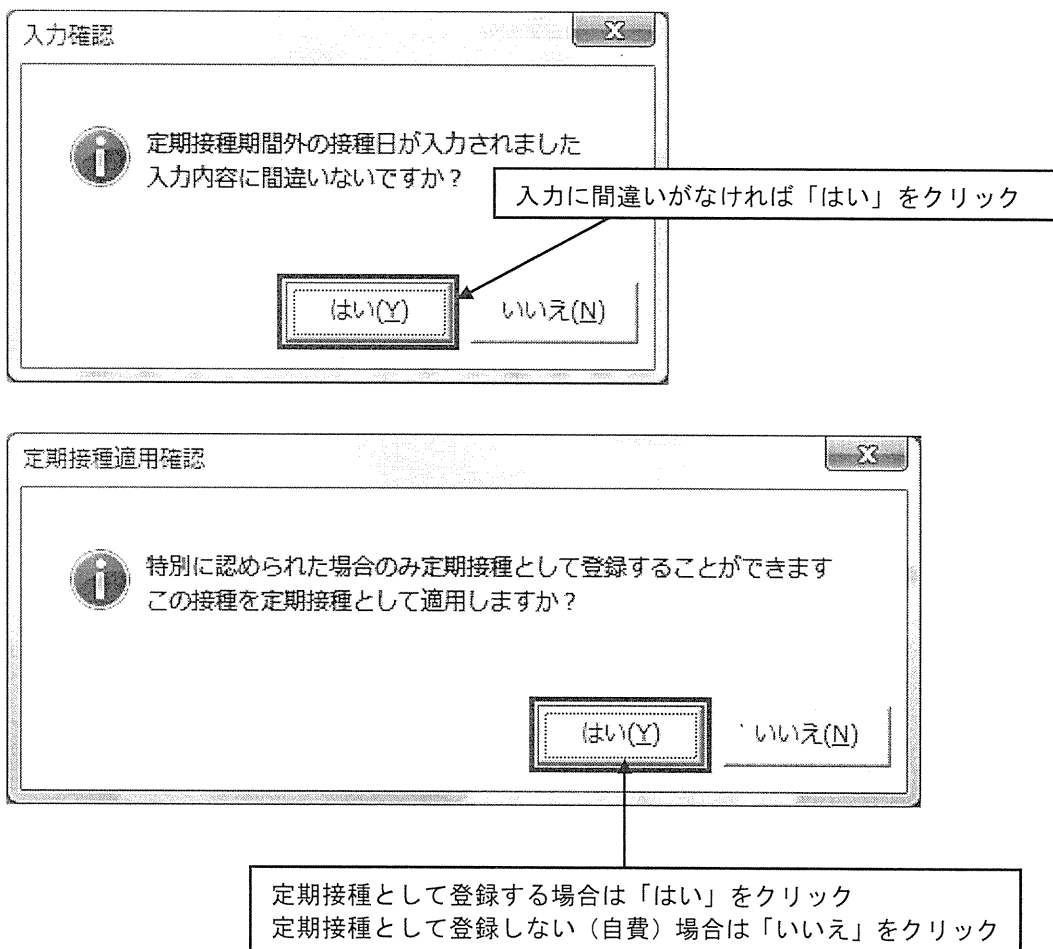 入力確認
定期接種期間外の接種日が入力されました
入力内容に間違いないですか？
入力に間違いがなければ「はい」をクリック
はい(Y)
いいえ(N)
定期接種適用確認
特別に認められた場合のみ定期接種として登録することができます
この接種を定期接種として適用しますか？
はい(Y)
いいえ(N)
定期接種として登録する場合は「はい」をクリック
定期接種として登録しない（自費）場合は「いいえ」をクリック